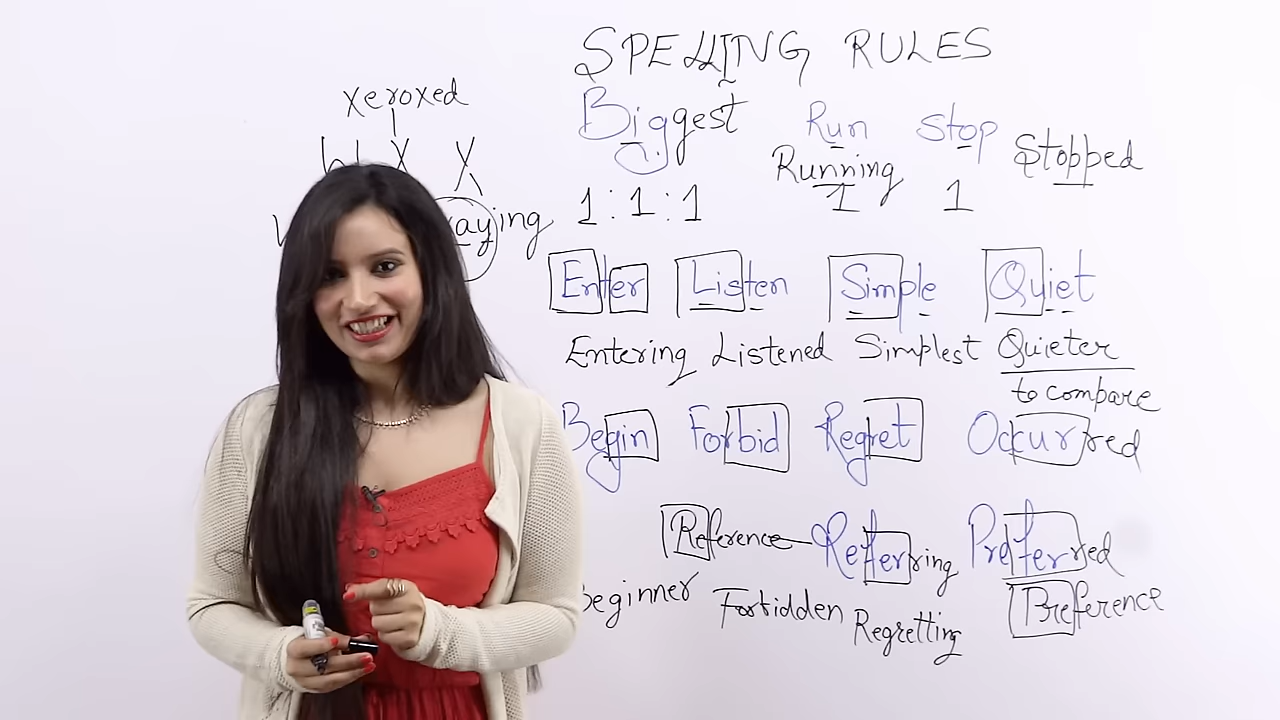 SPELLING RULES
xeroxed
Biggest Run Stop Stopped
Running
X X
1:1:1 1 1
aying
Enter Listen Simple Quiet
Entering Listened Simplest Quieter
to compare
Begin Forbid Regret Occurred
Reference Referring Preferred
Beginner Forbidden Regretting Preference